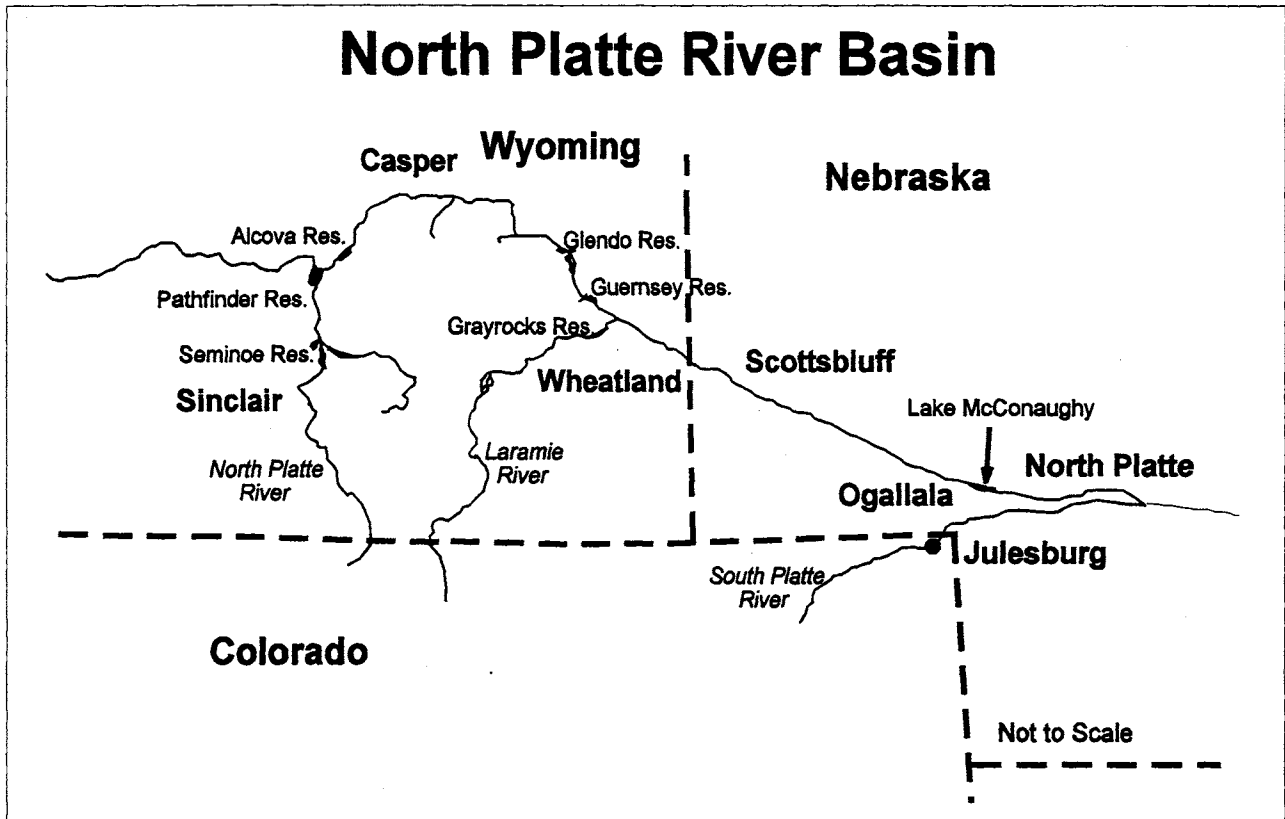 North Platte River Basin
Wyoming
Casper
Nebraska
Alcova Res.
Glendo Res.
Pathfinder Res.
Guernsey Res.
Grayrocks Res.
Seminoe Res.
Scottsbluff
Wheatland
Sinclair
Lake McConaughy
Laramie
River
North Platte
River
North Platte
Ogallala
Julesburg
South Platte
River
Colorado
Not to Scale